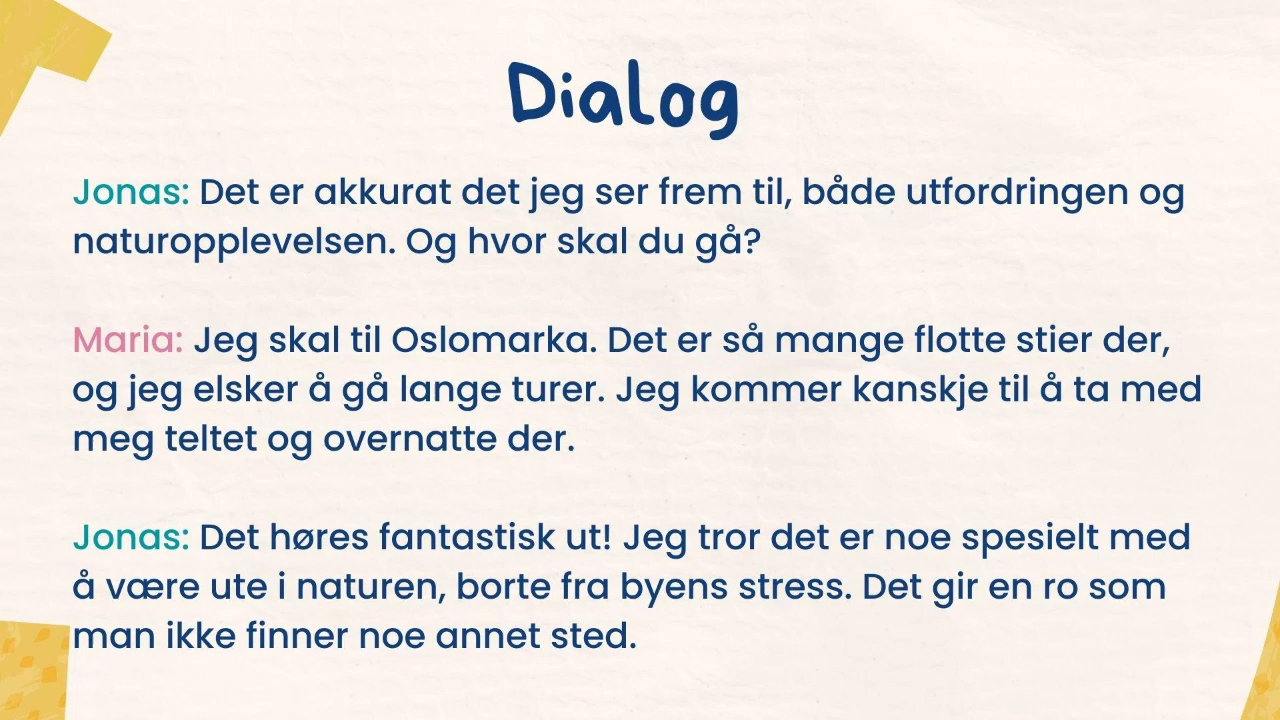 Dialog
Jonas: Det er akkurat det jeg ser frem til, både utfordringen og
naturopplevelsen. Og hvor skal du gå?
Maria: Jeg skal til Oslomarka. Det er så mange flotte stier der,
og jeg elsker å gå lange turer. Jeg kommer kanskje til å ta med
meg teltet og overnatte der.
Jonas: Det høres fantastisk ut! Jeg tror det er noe spesielt med
å være ute i naturen, borte fra byens stress. Det gir en ro som
man ikke finner noe annet sted.